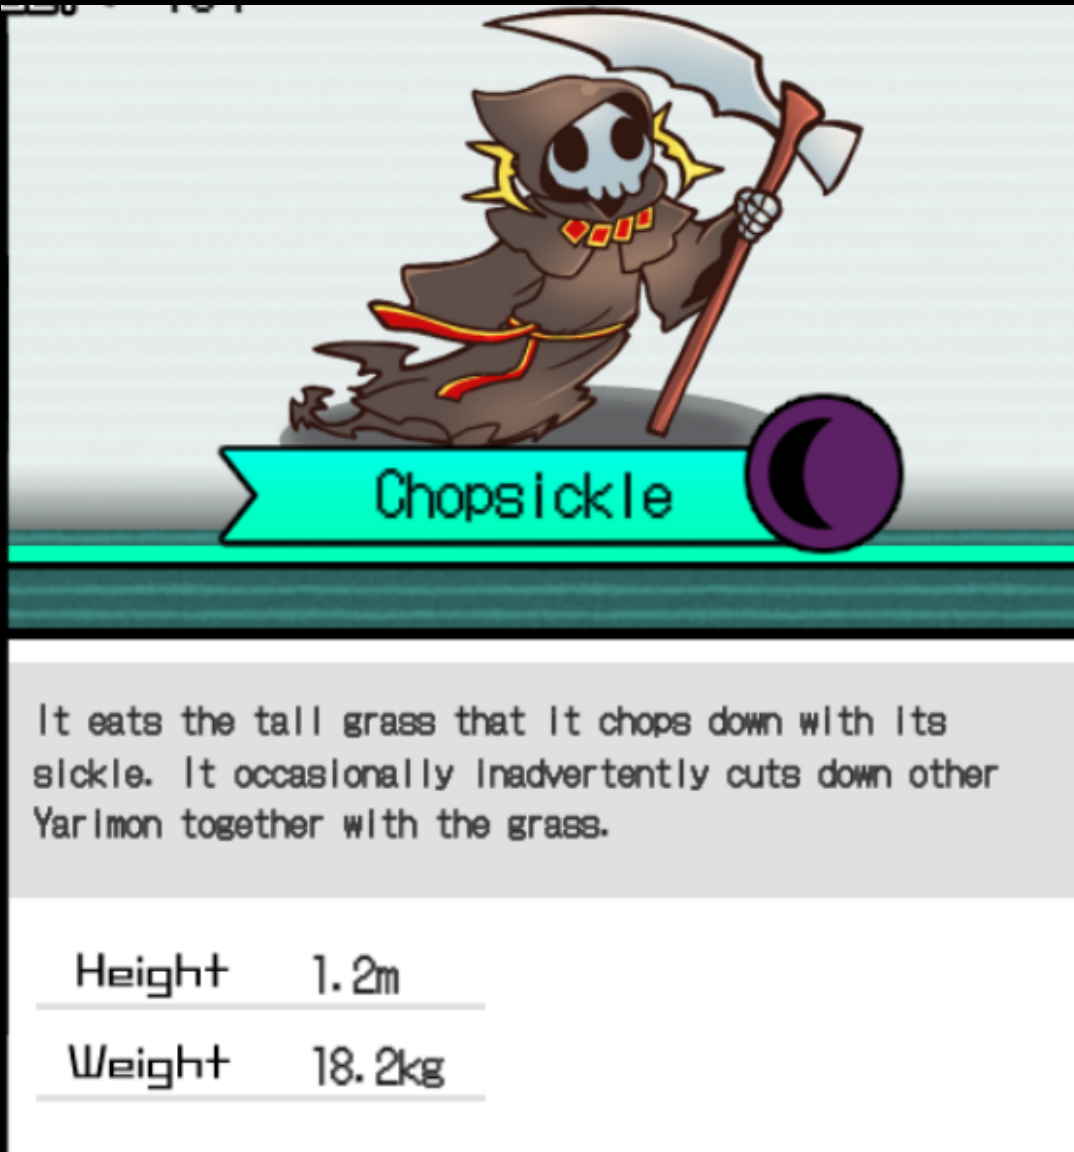 Chopsickle
It eats the tall grass that it chops down with its
sickle. It occasionally inadvertently cuts down other
Yarimon together with the grass.
Height 1.2m
Weight 18.2kg